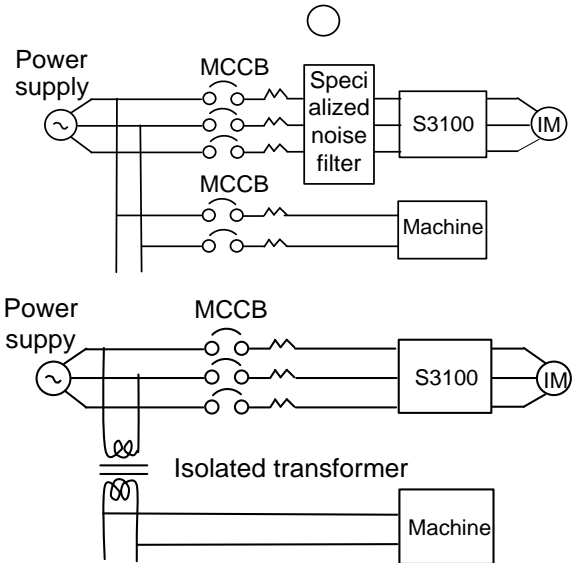 Power
supply
MCCB
Speci
alized
noise
filter
S3100
IM
MCCB
Machine
Power
suppy
MCCB
S3100
IM
Isolated transformer
Machine